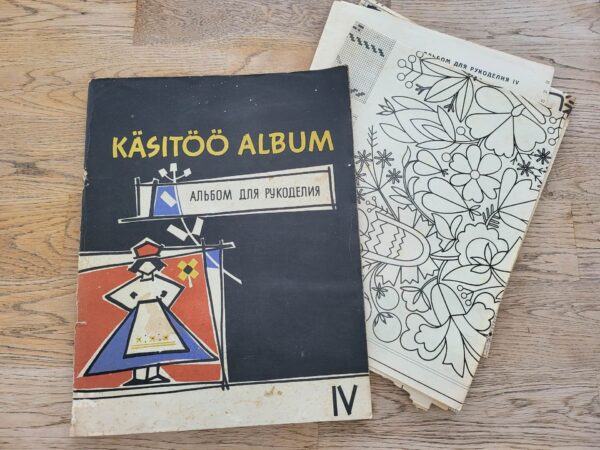 KÄSITÖÖ ALBUM
АЛЬБОМ ДЛЯ РУКОДЕЛИЯ
IV
АЛЬБОМ ДЛЯ РУКОДЕЛИЯ IV